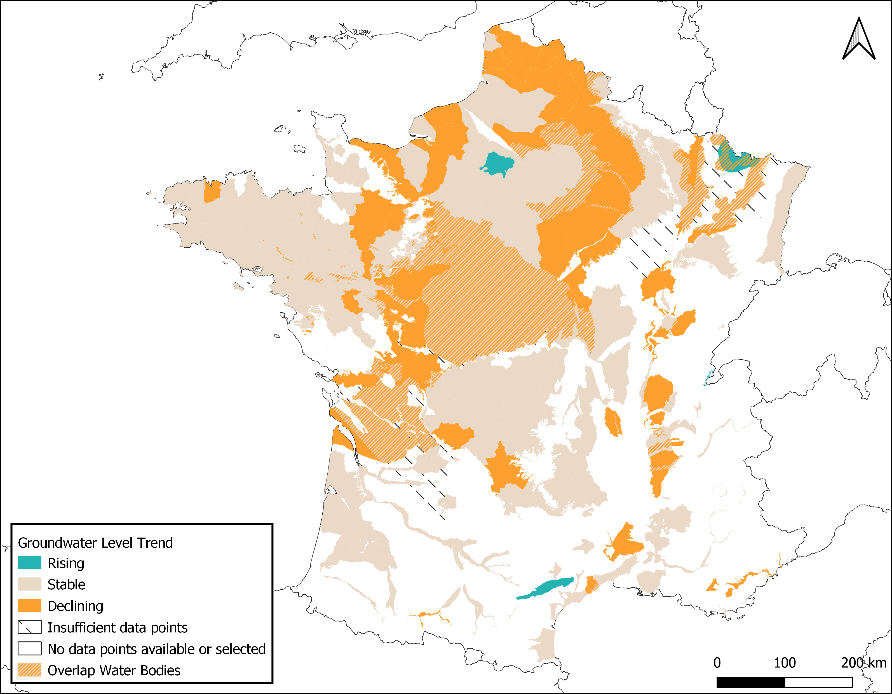 Groundwater Level Trend
Rising
Stable
Declining
Insufficient data points
No data points available or selected
Overlap Water Bodies
0 100 200 km